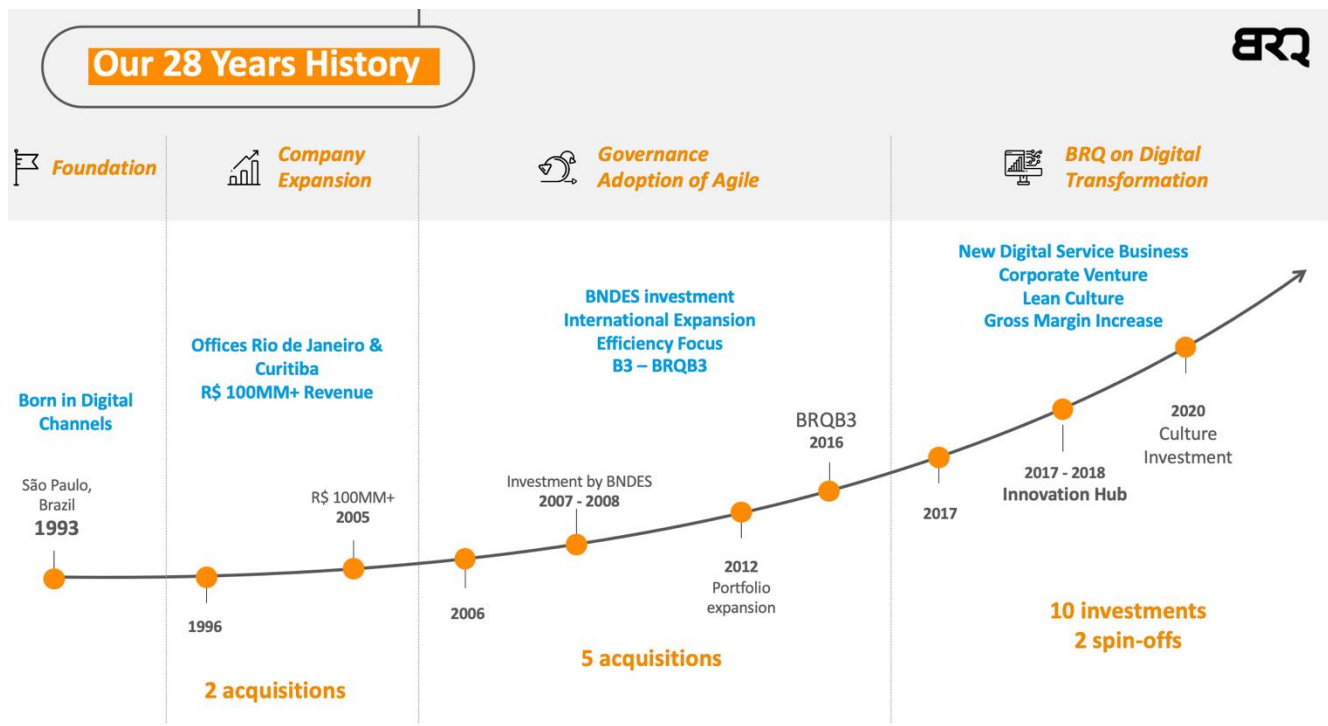 Our 28 Years History
BRQ
Foundation
Company
Expansion
Governance
Adoption of Agile
BRQ on Digital
Transformation
Born in Digital
Channels
São Paulo,
Brazil
1993
Offices Rio de Janeiro &
Curitiba
R$ 100MM+ Revenue
1996
R$ 100MM+
2005
2 acquisitions
BNDES investment
International Expansion
Efficiency Focus
B3 – BRQB3
2006
Investment by BNDES
2007 - 2008
2012
Portfolio
expansion
BRQB3
2016
5 acquisitions
New Digital Service Business
Corporate Venture
Lean Culture
Gross Margin Increase
2017
2017 - 2018
Innovation Hub
2020
Culture
Investment
10 investments
2 spin-offs